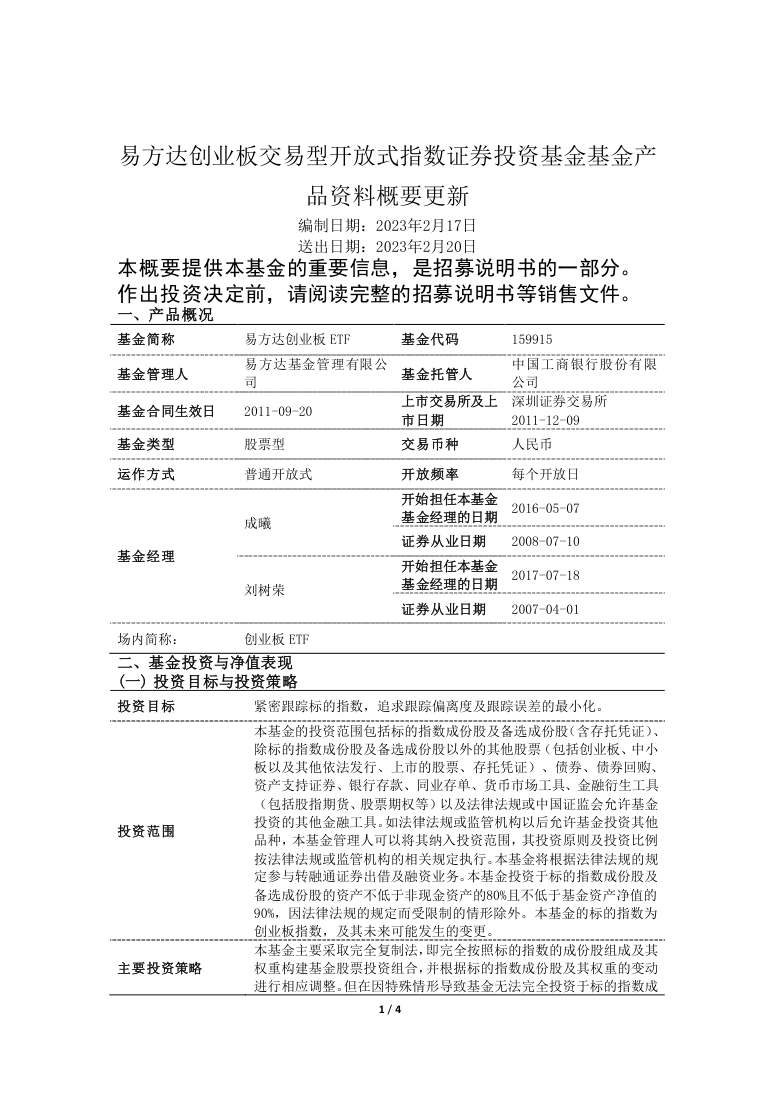 易方达创业板交易型开放式指数证券投资基金基金产
品资料概要更新
编制日期：2023年2月17日
送出日期：2023年2月20日
本概要提供本基金的重要信息，是招募说明书的一部分。
作出投资决定前，请阅读完整的招募说明书等销售文件。
一、产品概况
基金简称 易方达创业板 ETF 基金代码 159915
基金管理人 易方达基金管理有限公
司 基金托管人 中国工商银行股份有限
公司
基金合同生效日 2011-09-20 上市交易所及上
市日期 深圳证券交易所
2011-12-09
基金类型 股票型 交易币种 人民币
运作方式 普通开放式 开放频率 每个开放日
基金经理
成曦
开始担任本基金
基金经理的日期 2016-05-07
证券从业日期 2008-07-10
刘树荣
开始担任本基金
基金经理的日期 2017-07-18
证券从业日期 2007-04-01
场内简称： 创业板 ETF
二、基金投资与净值表现
(一) 投资目标与投资策略
投资目标 紧密跟踪标的指数，追求跟踪偏离度及跟踪误差的最小化。
投资范围
本基金的投资范围包括标的指数成份股及备选成份股（含存托凭证）、
除标的指数成份股及备选成份股以外的其他股票（包括创业板、中小
板以及其他依法发行、上市的股票、存托凭证）、债券、债券回购、
资产支持证券、银行存款、同业存单、货币市场工具、金融衍生工具
（包括股指期货、股票期权等）以及法律法规或中国证监会允许基金
投资的其他金融工具。如法律法规或监管机构以后允许基金投资其他
品种，本基金管理人可以将其纳入投资范围，其投资原则及投资比例
按法律法规或监管机构的相关规定执行。本基金将根据法律法规的规
定参与转融通证券出借及融资业务。本基金投资于标的指数成份股及
备选成份股的资产不低于非现金资产的80%且不低于基金资产净值的
90%，因法律法规的规定而受限制的情形除外。本基金的标的指数为
创业板指数，及其未来可能发生的变更。
主要投资策略
本基金主要采取完全复制法，即完全按照标的指数的成份股组成及其
权重构建基金股票投资组合，并根据标的指数成份股及其权重的变动
进行相应调整。但在因特殊情形导致基金无法完全投资于标的指数成
1 / 4